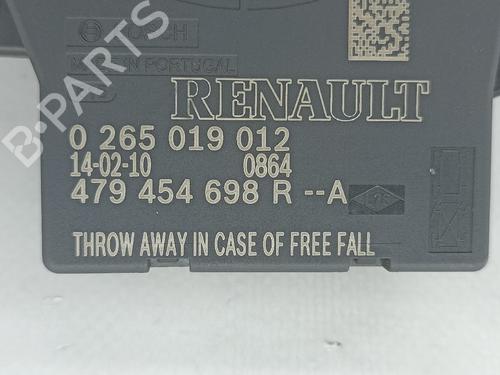 BOSCH
MADE IN PORTUGAL
RENAULT
0 265 019 012
14-02-10 0864
479 454 698 R --A
THROW AWAY IN CASE OF FREE FALL
B-PARTS